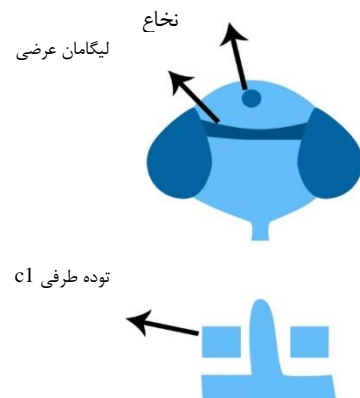 نخاع
لیگامان عرضی
توده طرفی c1